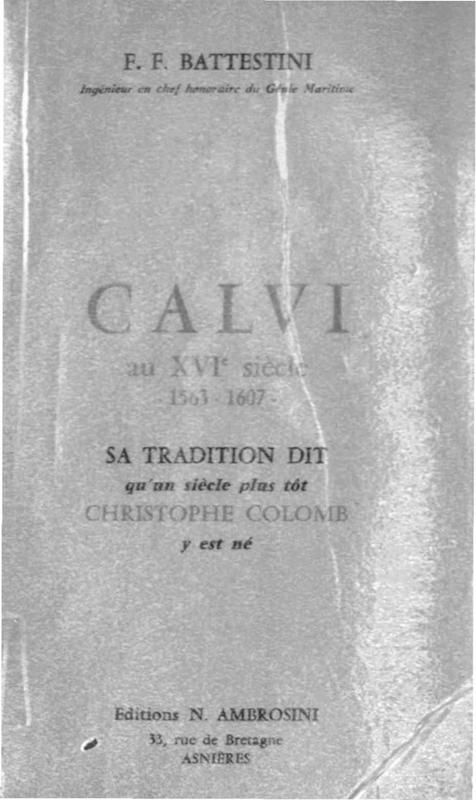 F. F. BATTESTINI
Ingénieur en chef honoraire du Génie Maritime
CALVI
au XVIe siècle
- 1563 - 1607 -
SA TRADITION DIT
qu'un siècle plus tôt
CHRISTOPHE COLOMB
y est né
Editions N. AMBROSINI
33, rue de Bretagne
ASNIÈRES